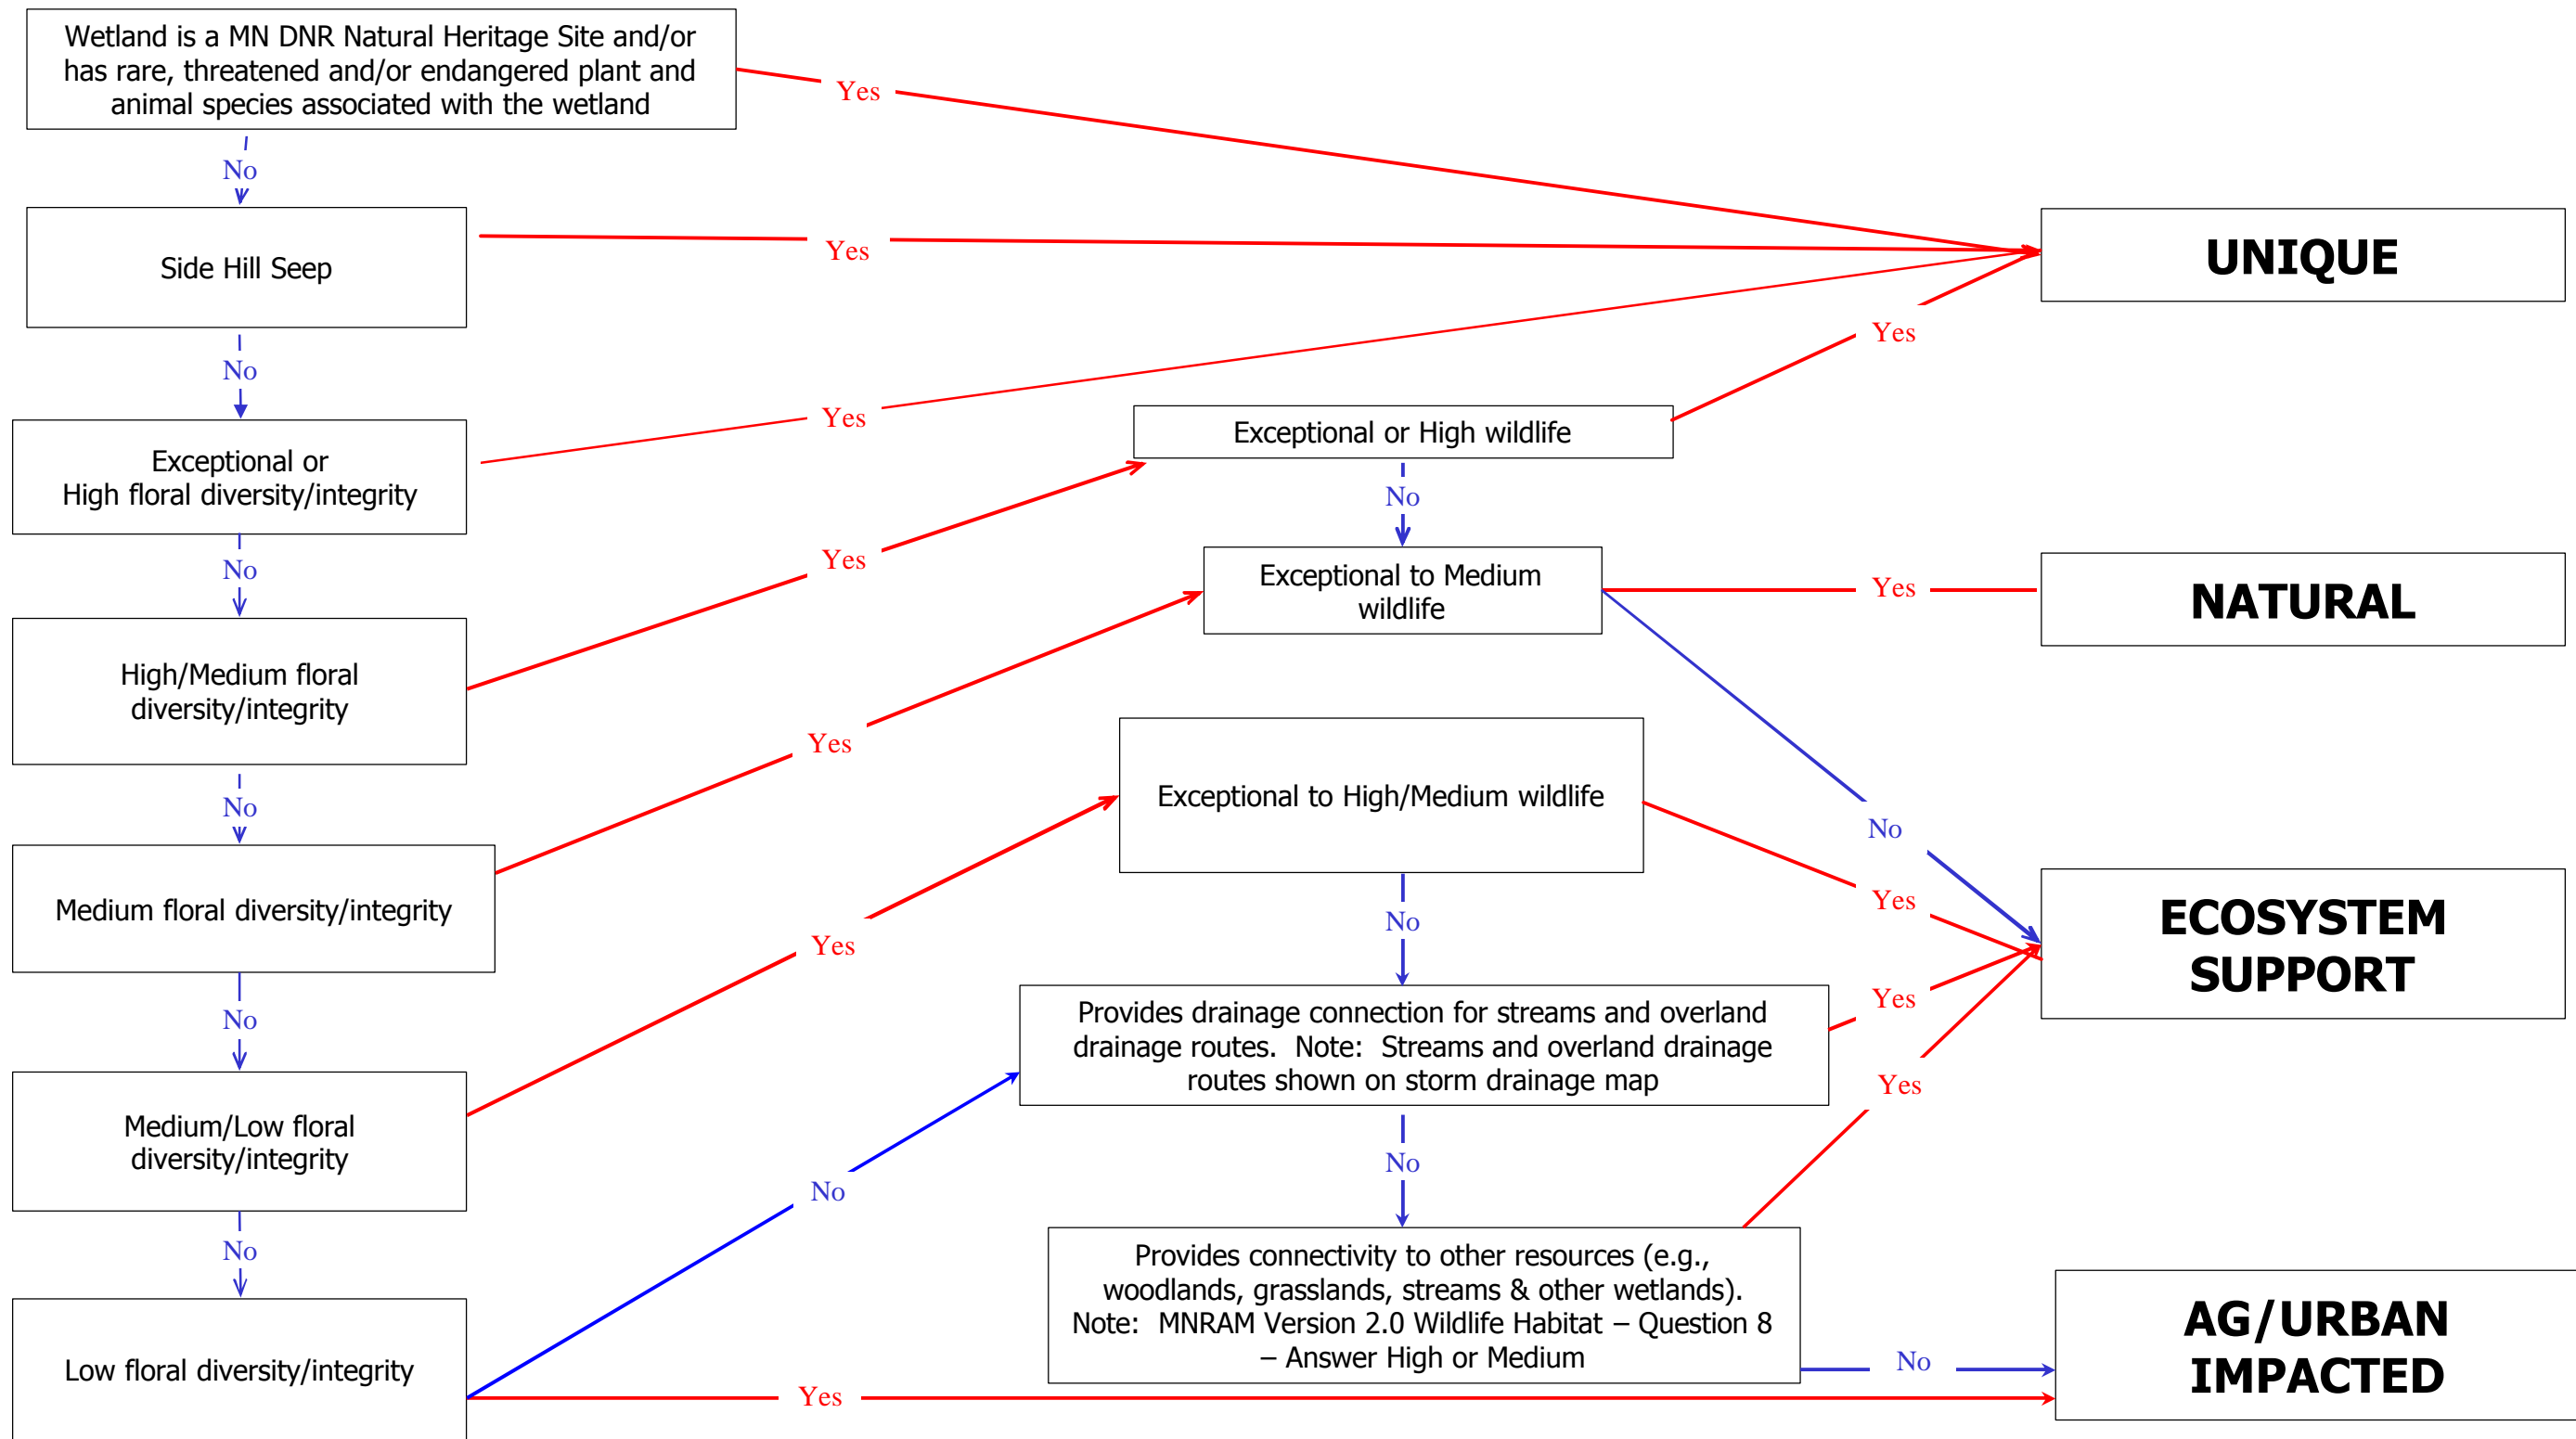 Wetland is a MN DNR Natural Heritage Site and/or
has rare, threatened and/or endangered plant and
animal species associated with the wetland
Yes
No
Side Hill Seep
Yes
UNIQUE
No
Yes
Exceptional or
High floral diversity/integrity
Yes
Exceptional or High wildlife
No
No
Yes
Exceptional to Medium
wildlife
Yes
NATURAL
High/Medium floral
diversity/integrity
No
Yes
Exceptional to High/Medium wildlife
No
Medium floral diversity/integrity
Yes
No
Yes
ECOSYSTEM
SUPPORT
No
Provides drainage connection for streams and overland
drainage routes.  Note:  Streams and overland drainage
routes shown on storm drainage map
Yes
Yes
Medium/Low floral
diversity/integrity
No
No
No
Provides connectivity to other resources (e.g.,
woodlands, grasslands, streams & other wetlands).
Note:  MNRAM Version 2.0 Wildlife Habitat – Question 8
– Answer High or Medium
No
AG/URBAN
IMPACTED
Low floral diversity/integrity
Yes